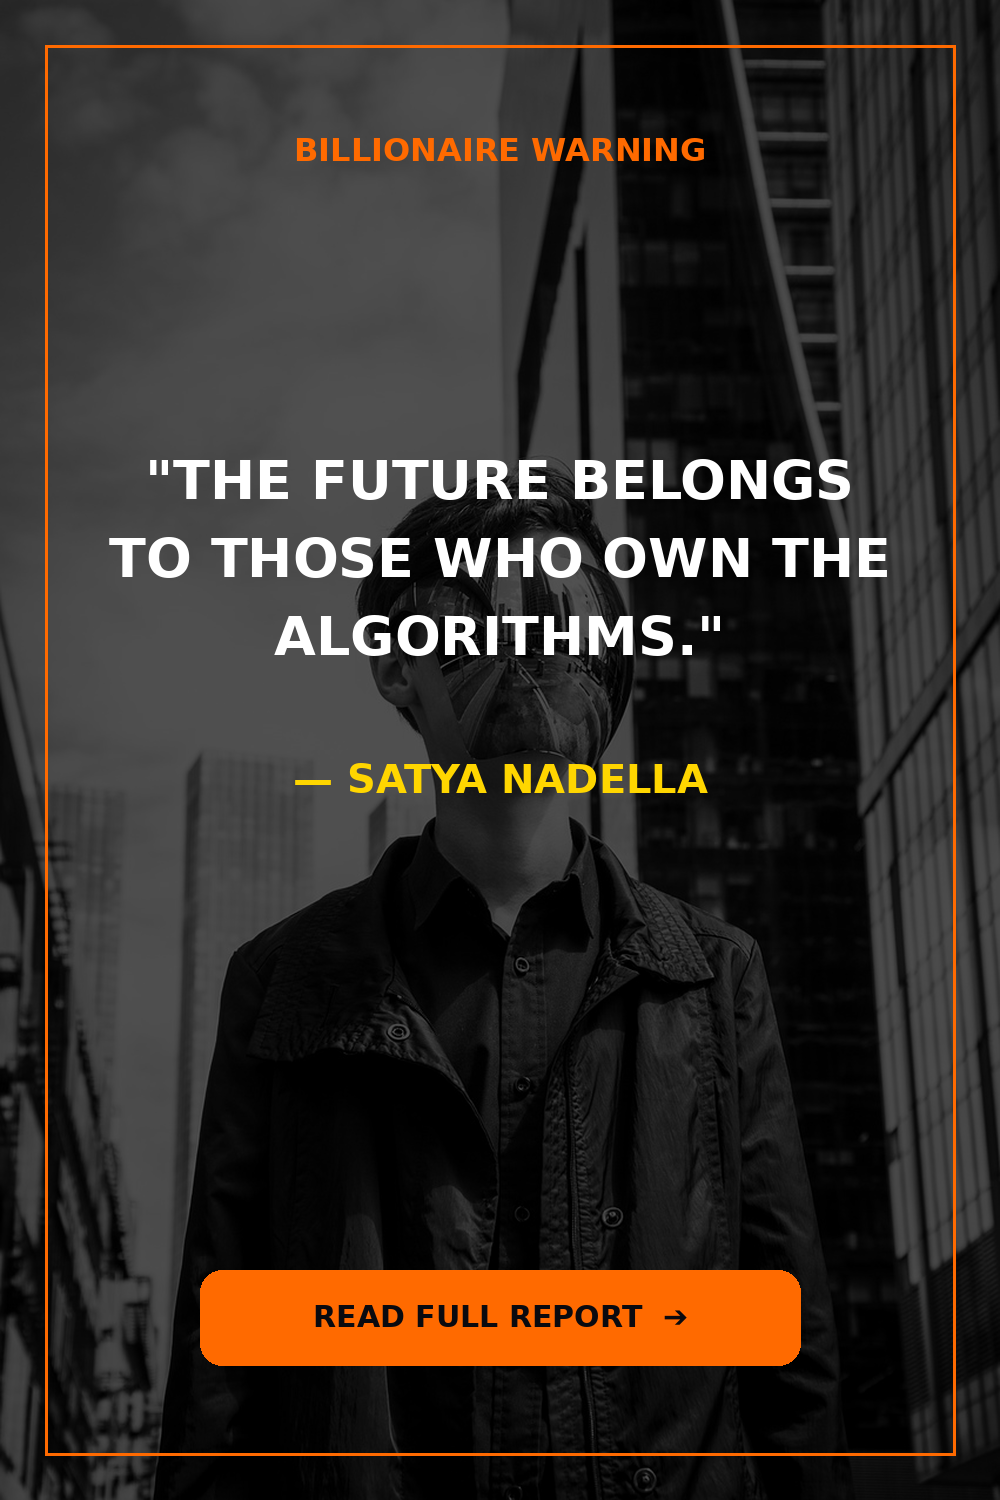 BILLIONAIRE WARNING
"THE FUTURE BELONGS
TO THOSE WHO OWN THE
ALGORITHMS."
— SATYA NADELLA
READ FULL REPORT ➔